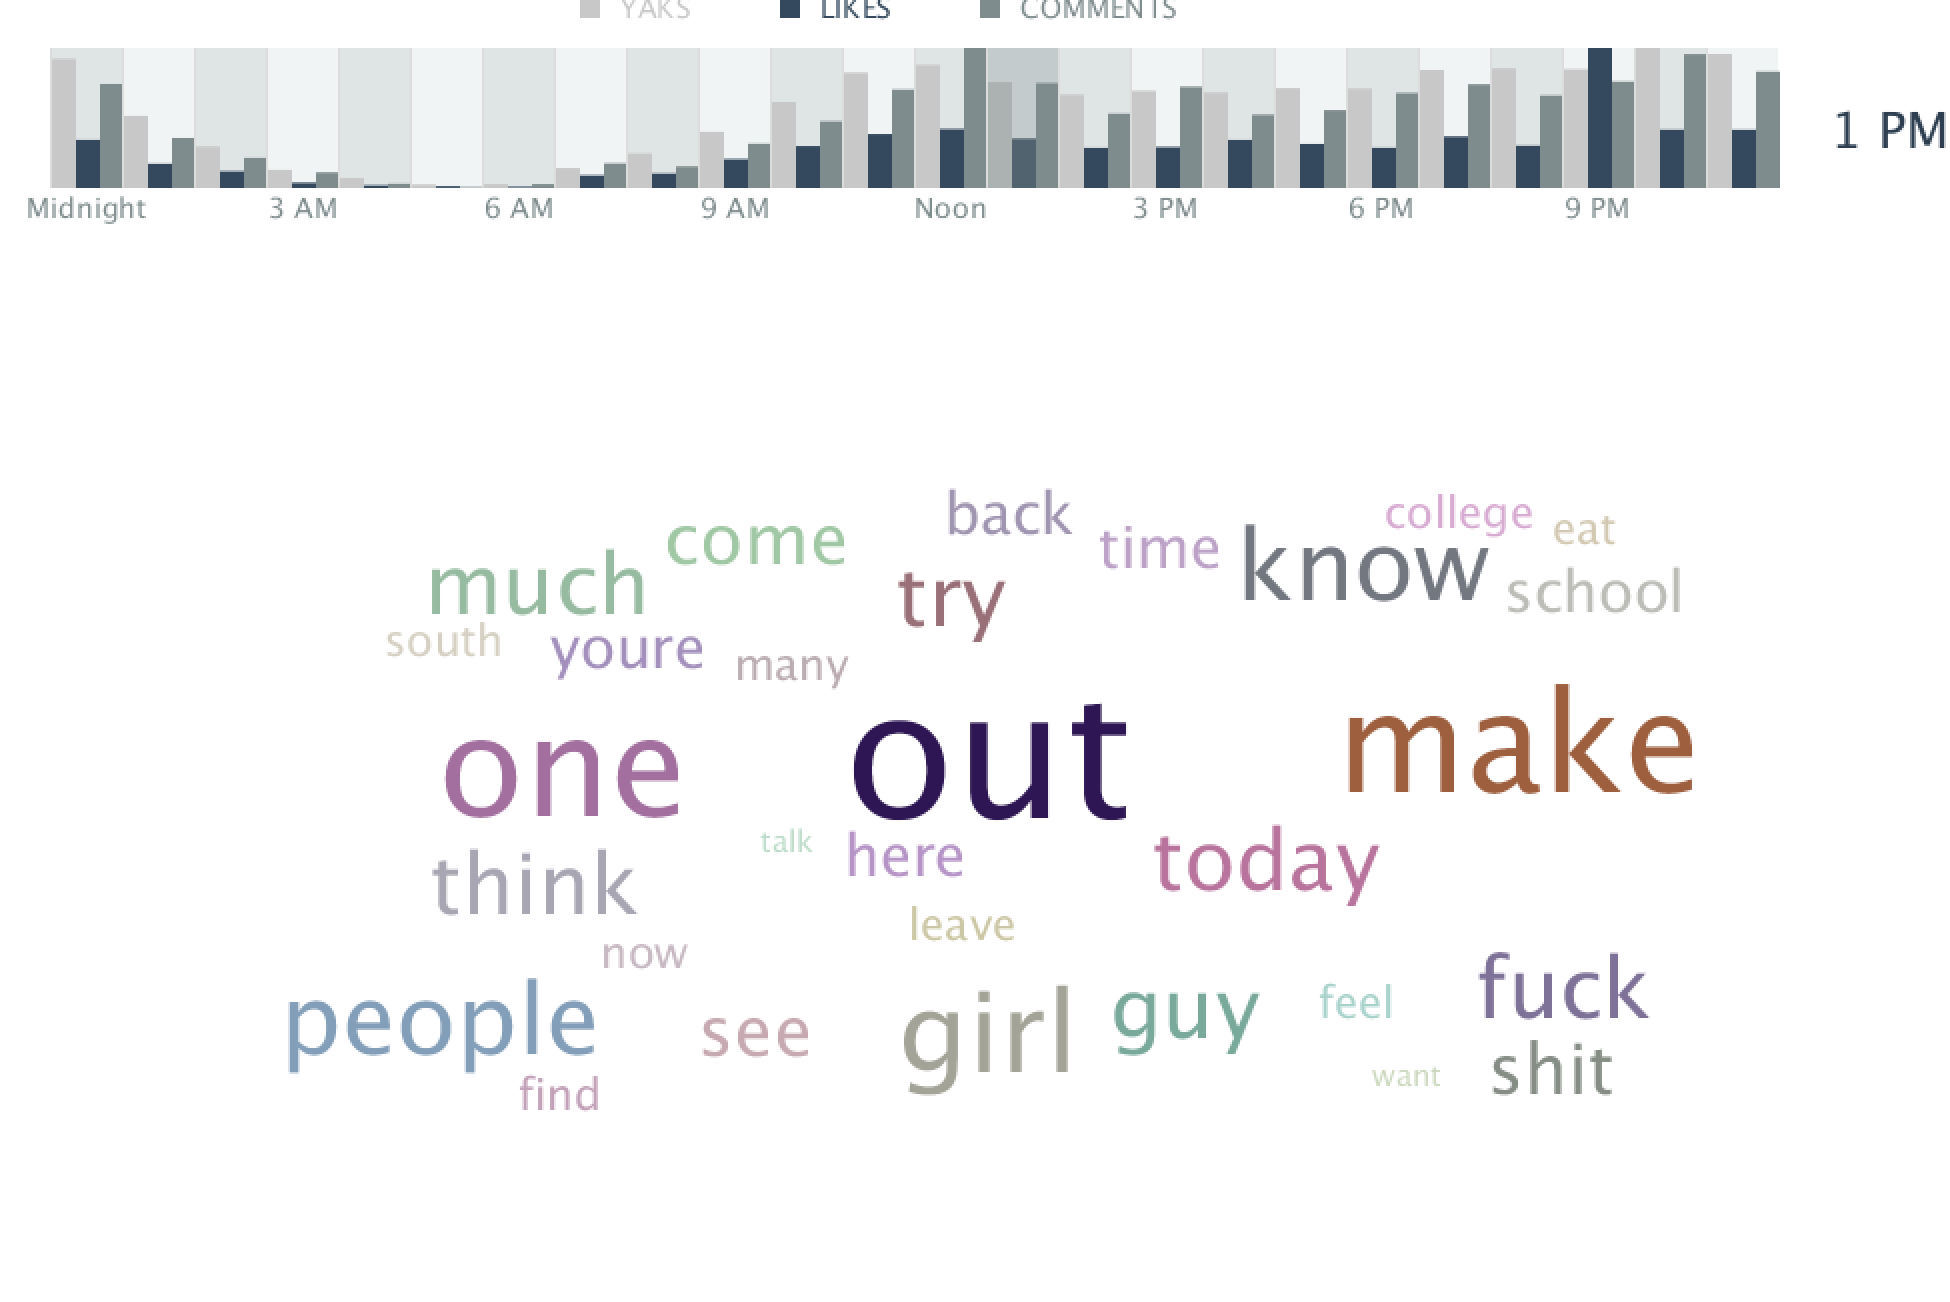 YAKS LIKES COMMENTS
1 PM
Midnight 3 AM 6 AM 9 AM Noon 3 PM 6 PM 9 PM
back college eat
come time know
much try school
south youre many
one out make
talk here today
think leave
now
people see girl guy feel fuck
find want shit